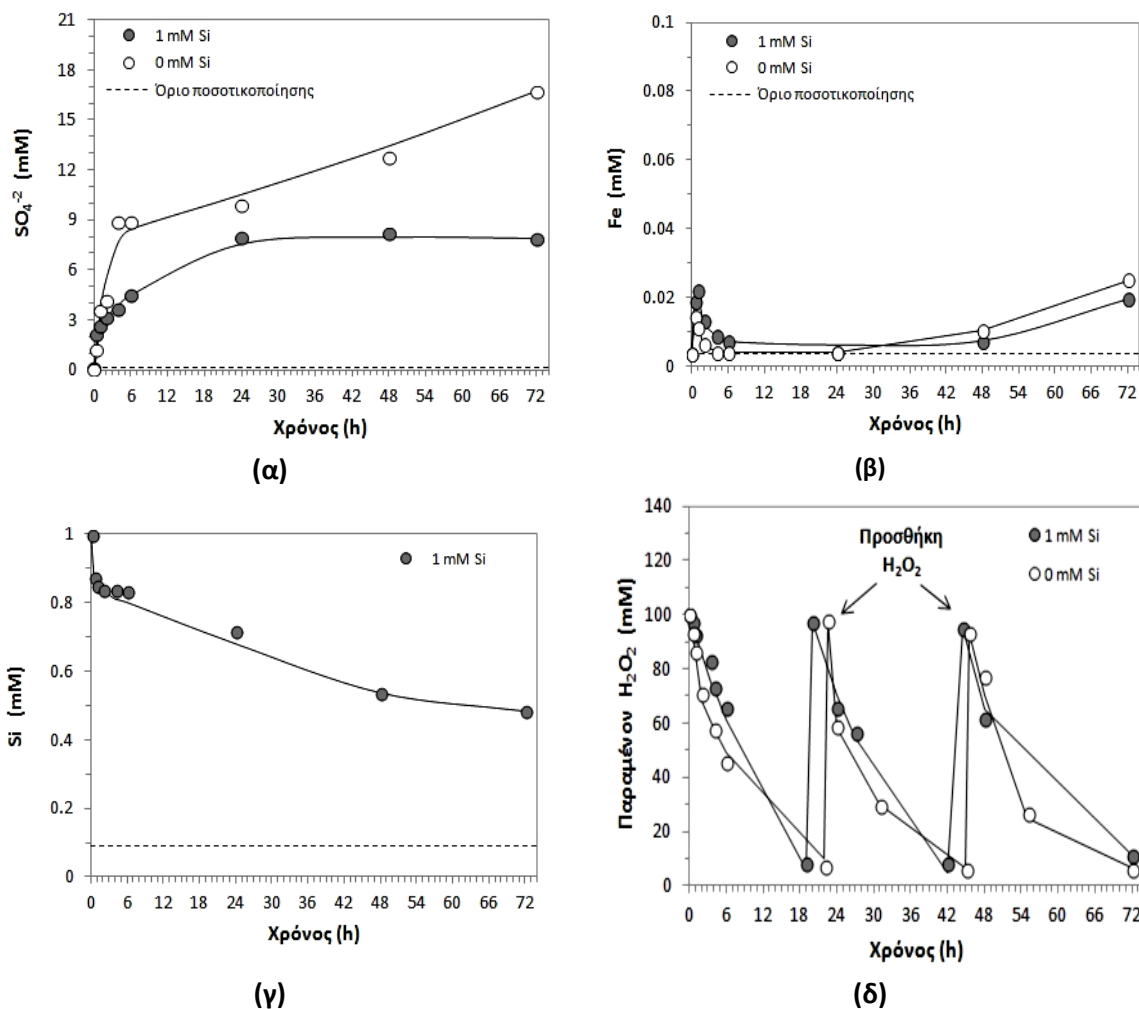 21
18
15
12
9
6
3
0
SO₄⁻² (mM)
1 mM Si
0 mM Si
Όριο ποσοτικοποίησης
0 6 12 18 24 30 36 42 48 54 60 66 72
Χρόνος (h)
(α)
0.1
0.08
0.06
0.04
0.02
0
Fe (mM)
1 mM Si
0 mM Si
Όριο ποσοτικοποίησης
0 6 12 18 24 30 36 42 48 54 60 66 72
Χρόνος (h)
(β)
1
0.8
0.6
0.4
0.2
0
Si (mM)
1 mM Si
0 6 12 18 24 30 36 42 48 54 60 66 72
Χρόνος (h)
(γ)
140
120
100
80
60
40
20
0
Παραμένον H₂O₂ (mM)
Προσθήκη
H₂O₂
1 mM Si
0 mM Si
0 6 12 18 24 30 36 42 48 54 60 66 72
Χρόνος (h)
(δ)